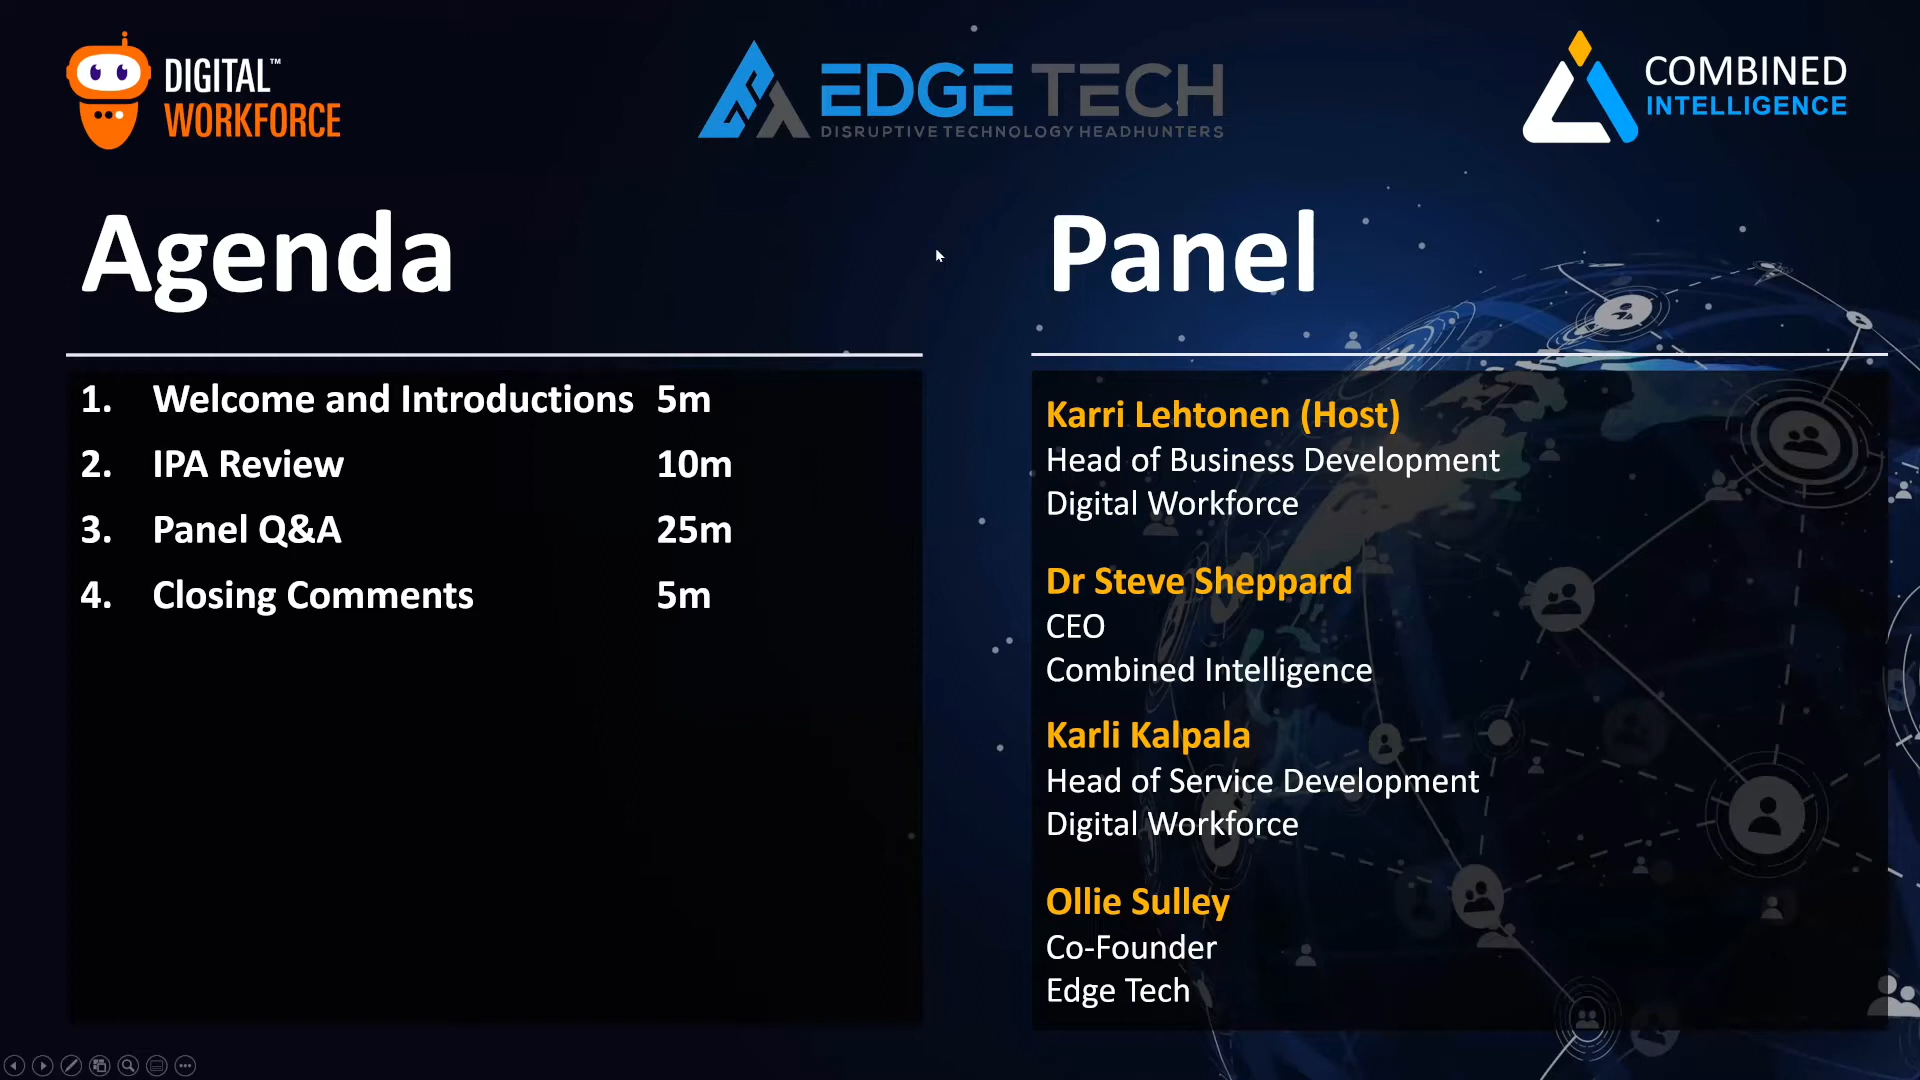 DIGITAL™
WORKFORCE
EDGE TECH
DISRUPTIVE TECHNOLOGY HEADHUNTERS
COMBINED
INTELLIGENCE
Agenda
1. Welcome and Introductions 5m
2. IPA Review 10m
3. Panel Q&A 25m
4. Closing Comments 5m
Panel
Karri Lehtonen (Host)
Head of Business Development
Digital Workforce
Dr Steve Sheppard
CEO
Combined Intelligence
Karli Kalpala
Head of Service Development
Digital Workforce
Ollie Sulley
Co-Founder
Edge Tech